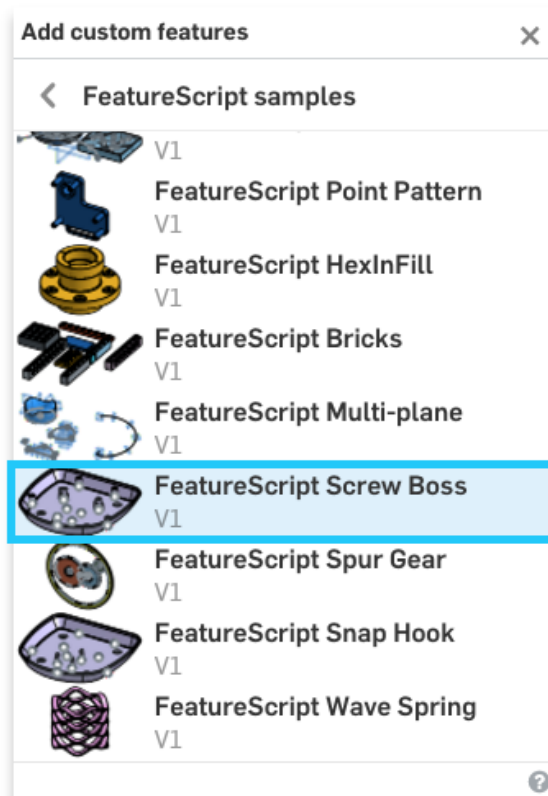 Add custom features
FeatureScript samples
V1
FeatureScript Point Pattern
V1
FeatureScript HexInFill
V1
FeatureScript Bricks
V1
FeatureScript Multi-plane
V1
FeatureScript Screw Boss
V1
FeatureScript Spur Gear
V1
FeatureScript Snap Hook
V1
FeatureScript Wave Spring
V1